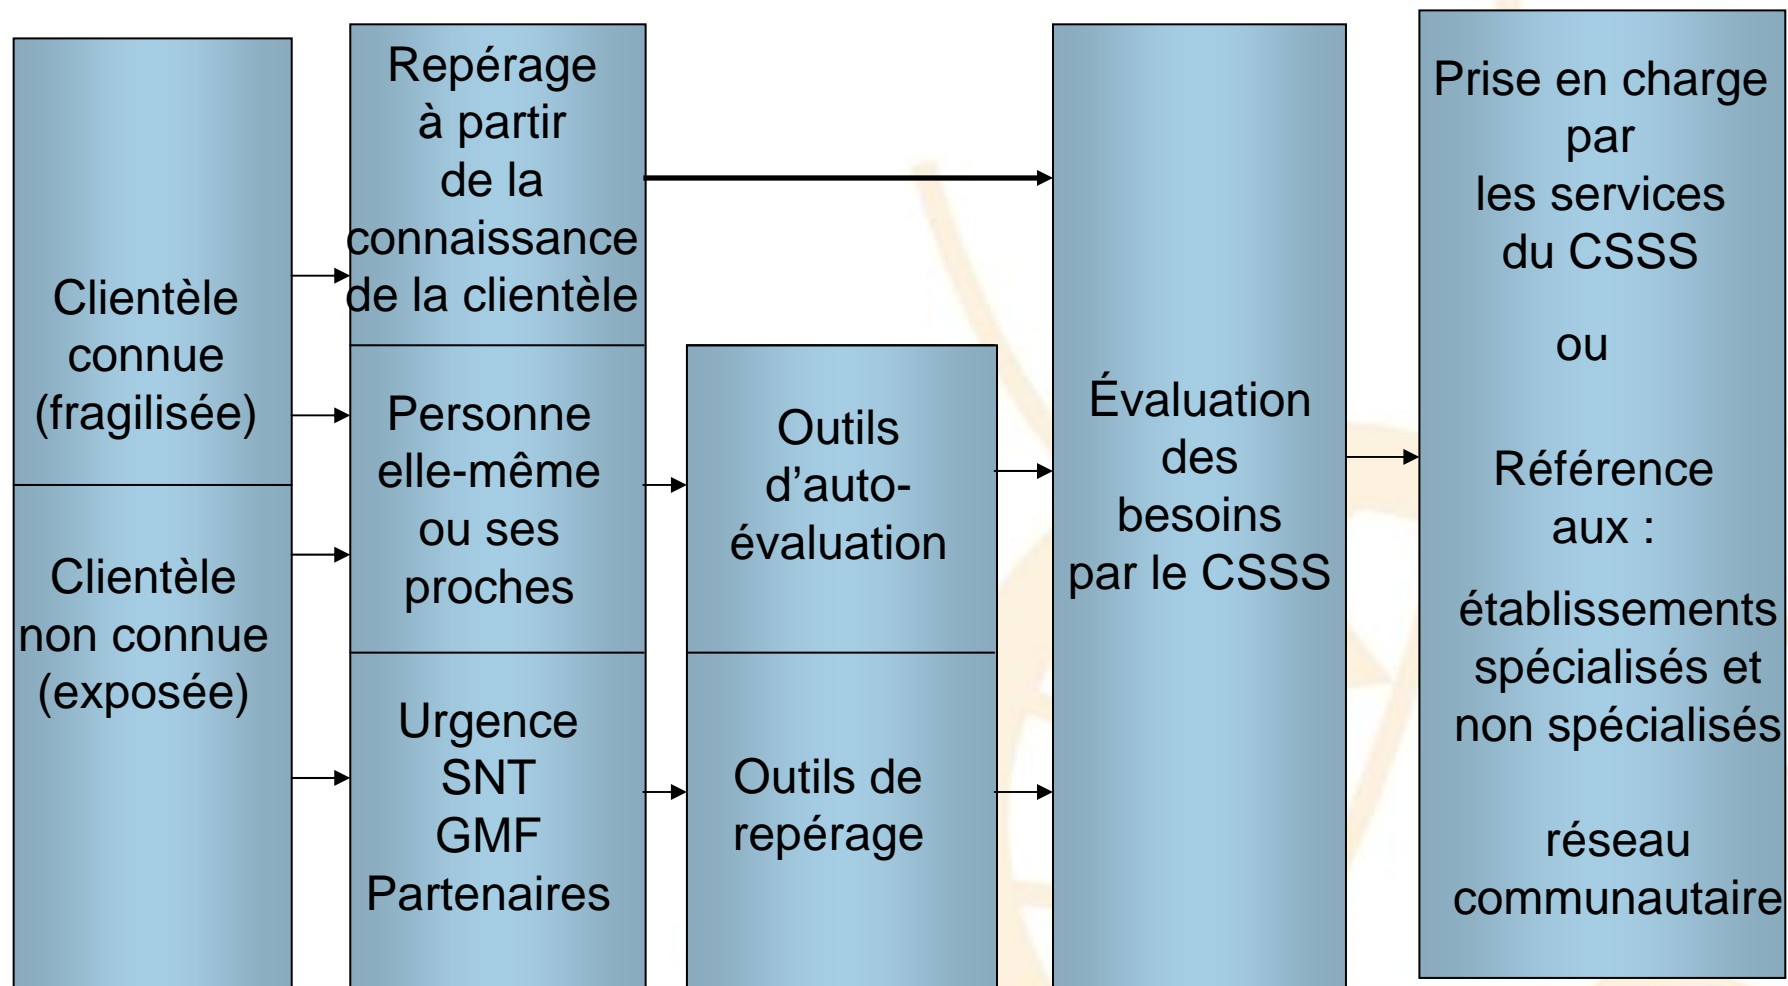 Clientèle
connue
(fragilisée)
Clientèle
non connue
(exposée)
Repérage
à partir
de la
connaissance
de la clientèle
Personne
elle-même
ou ses
proches
Urgence
SNT
GMF
Partenaires
Outils
d’auto-
évaluation
Outils de
repérage
Évaluation
des
besoins
par le CSSS
Prise en charge
par
les services
du CSSS
ou
Référence
aux :
établissements
spécialisés et
non spécialisés
réseau
communautaire